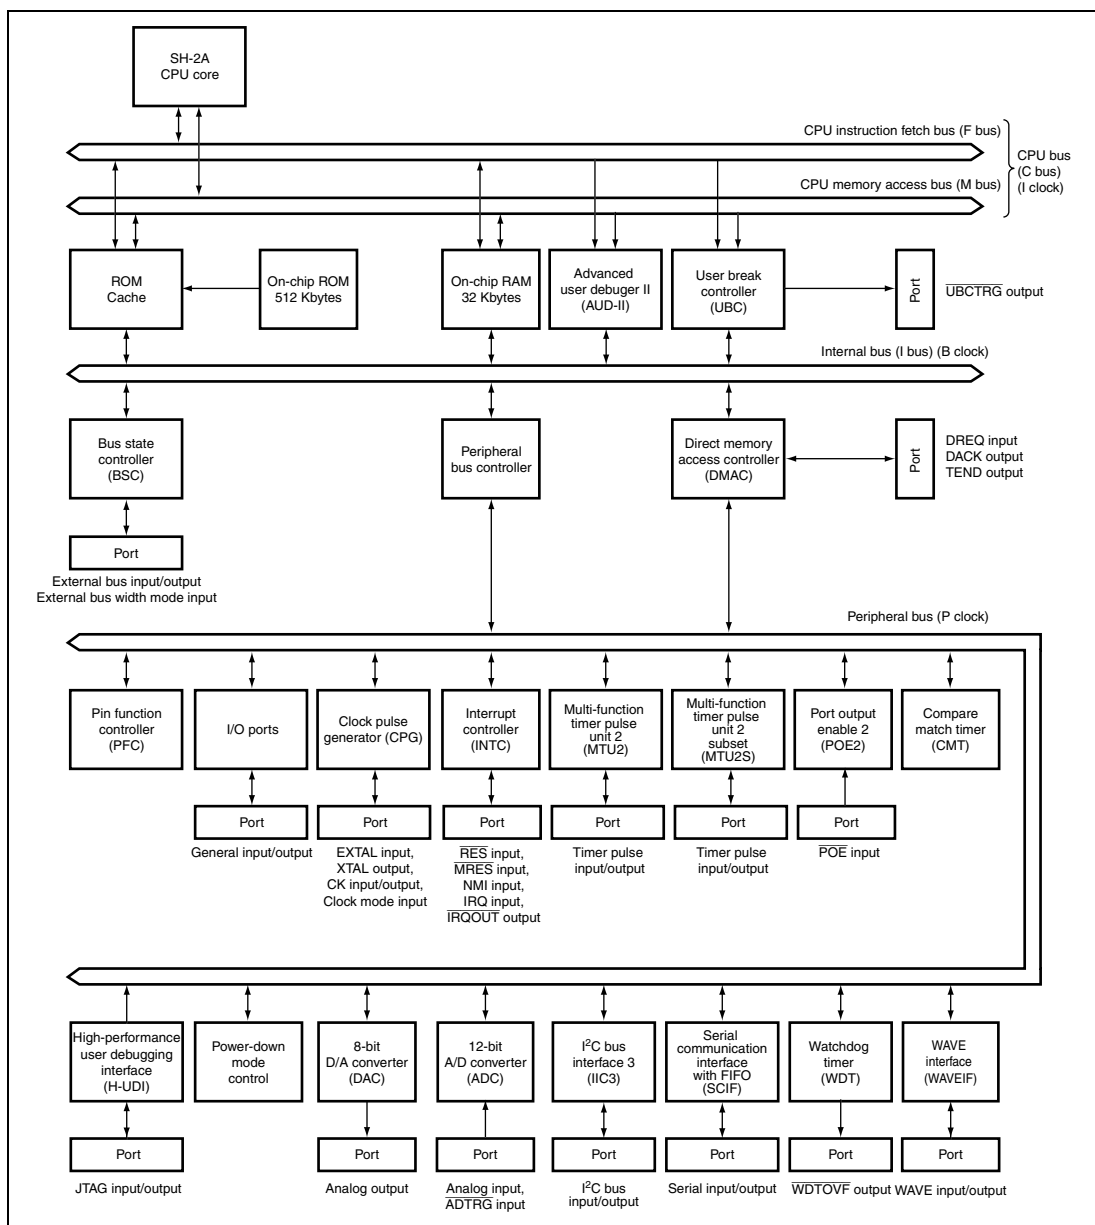 SH-2A
CPU core
CPU instruction fetch bus (F bus)
CPU memory access bus (M bus)
CPU bus
(C bus)
(I clock)
ROM
Cache
On-chip ROM
512 Kbytes
On-chip RAM
32 Kbytes
Advanced
user debuger II
(AUD-II)
User break
controller
(UBC)
Port
UBCTRG output
Internal bus (I bus) (B clock)
Bus state
controller
(BSC)
Peripheral
bus controller
Direct memory
access controller
(DMAC)
Port
DREQ input
DACK output
TEND output
Port
External bus input/output
External bus width mode input
Peripheral bus (P clock)
Pin function
controller
(PFC)
I/O ports
Clock pulse
generator (CPG)
Interrupt
controller
(INTC)
Multi-function
timer pulse
unit 2
(MTU2)
Multi-function
timer pulse
unit 2
subset
(MTU2S)
Port output
enable 2
(POE2)
Compare
match timer
(CMT)
Port
General input/output
Port
EXTAL input,
XTAL output,
CK input/output,
Clock mode input
Port
RES input,
MRES input,
NMI input,
IRQ input,
IRQOUT output
Port
Timer pulse
input/output
Port
Timer pulse
input/output
Port
POE input
High-performance
user debugging
interface
(H-UDI)
Power-down
mode
control
8-bit
D/A converter
(DAC)
12-bit
A/D converter
(ADC)
I²C bus
interface 3
(IIC3)
Serial
communication
interface
with FIFO
(SCIF)
Watchdog
timer
(WDT)
WAVE
interface
(WAVEIF)
Port
JTAG input/output
Port
Analog output
Port
Analog input,
ADTRG input
Port
I²C bus
input/output
Port
Serial input/output
Port
WDTOVF output
Port
WAVE input/output